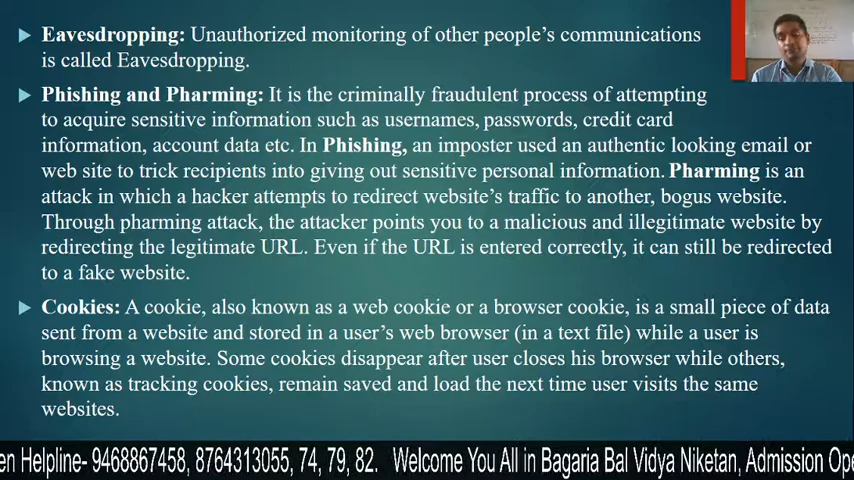 Eavesdropping: Unauthorized monitoring of other people's communications
is called Eavesdropping.
Phishing and Pharming: It is the criminally fraudulent process of attempting
to acquire sensitive information such as usernames, passwords, credit card
information, account data etc. In Phishing, an imposter used an authentic looking email or
web site to trick recipients into giving out sensitive personal information. Pharming is an
attack in which a hacker attempts to redirect website's traffic to another, bogus website.
Through pharming attack, the attacker points you to a malicious and illegitimate website by
redirecting the legitimate URL. Even if the URL is entered correctly, it can still be redirected
to a fake website.
Cookies: A cookie, also known as a web cookie or a browser cookie, is a small piece of data
sent from a website and stored in a user's web browser (in a text file) while a user is
browsing a website. Some cookies disappear after user closes his browser while others,
known as tracking cookies, remain saved and load the next time user visits the same
websites.
en Helpline- 9468867458, 8764313055, 74, 79, 82. Welcome You All in Bagaria Bal Vidya Niketan, Admission Ope